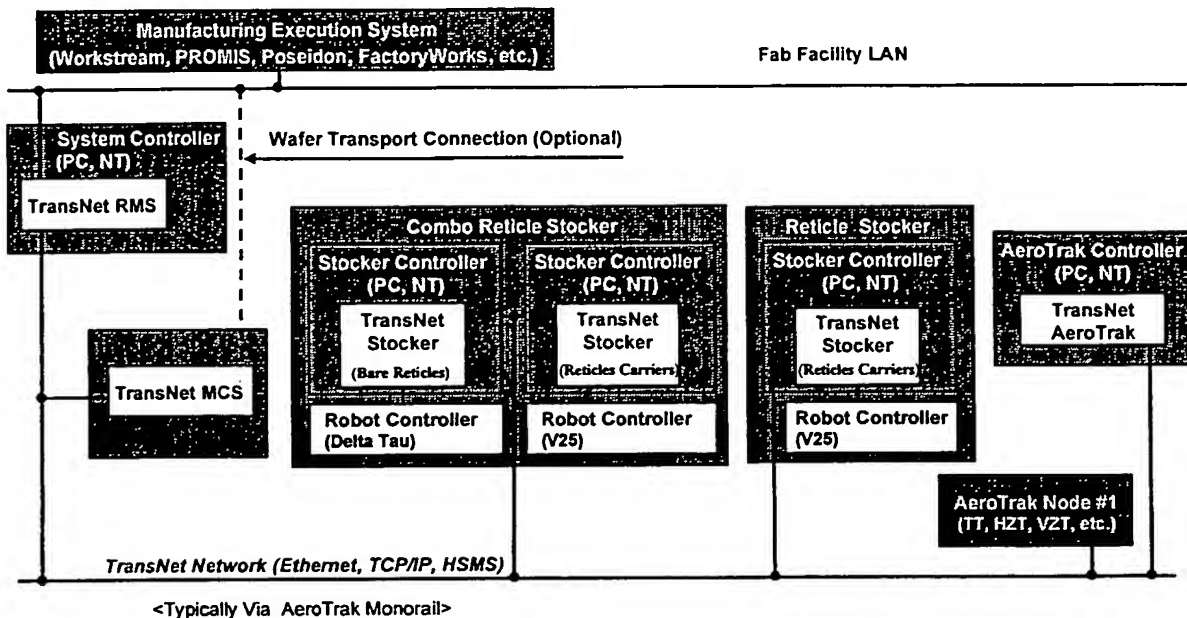 Manufacturing Execution System
(Workstream, PROMIS, Poseidon, FactoryWorks, etc.)
Fab Facility LAN
System Controller
(PC, NT)
TransNet RMS
Wafer Transport Connection (Optional)
Combo Reticle Stocker
Stocker Controller
(PC, NT)
TransNet
Stocker
(Bare Reticles)
Robot Controller
(Delta Tau)
Stocker Controller
(PC, NT)
TransNet
Stocker
(Reticles Carriers)
Robot Controller
(V25)
Reticle Stocker
Stocker Controller
(PC, NT)
TransNet
Stocker
(Reticles Carriers)
Robot Controller
(V25)
AeroTrak Controller
(PC, NT)
TransNet
AeroTrak
TransNet MCS
AeroTrak Node #1
(TT, HZT, VZT, etc.)
TransNet Network (Ethernet, TCP/IP, HSMS)
<Typically Via AeroTrak Monorail>